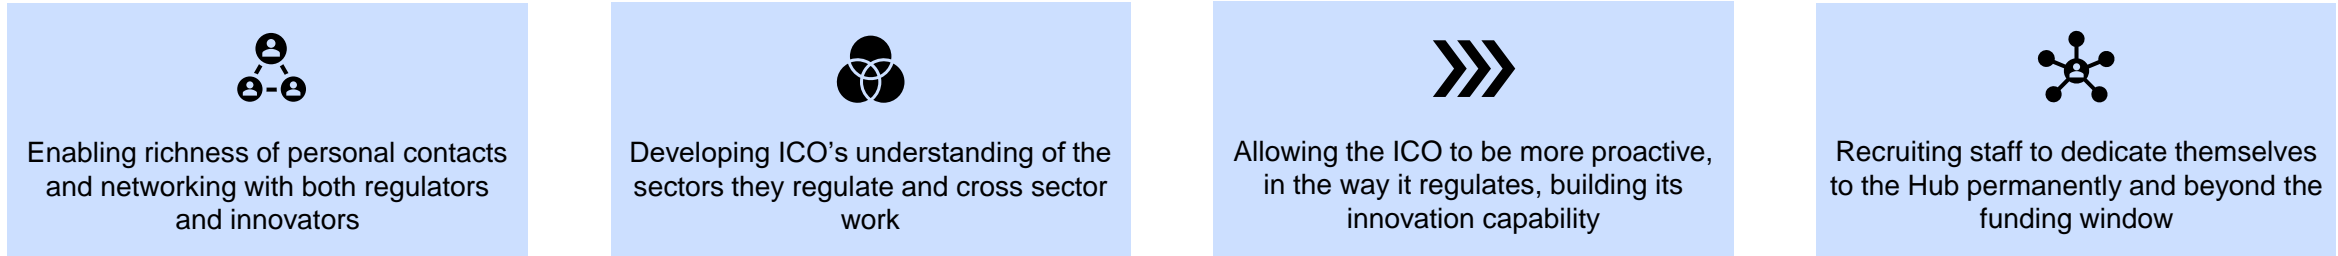 Enabling richness of personal contacts
and networking with both regulators
and innovators
Developing ICO’s understanding of the
sectors they regulate and cross sector
work
Allowing the ICO to be more proactive,
in the way it regulates, building its
innovation capability
Recruiting staff to dedicate themselves
to the Hub permanently and beyond the
funding window